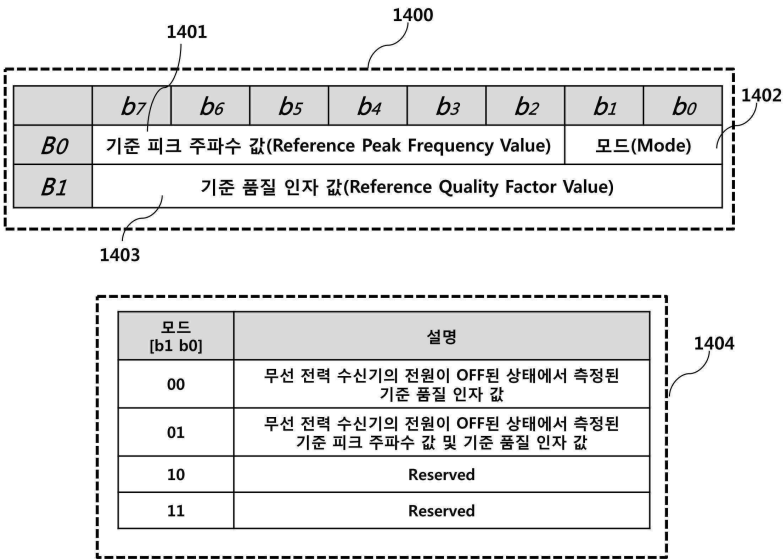 1400
1401
1402
b7 b6 b5 b4 b3 b2 b1 b0
B0 기준 피크 주파수 값(Reference Peak Frequency Value) 모드(Mode)
B1 기준 품질 인자 값(Reference Quality Factor Value)
1403
1404
모드
[b1 b0]
설명
00
무선 전력 수신기의 전원이 OFF된 상태에서 측정된
기준 품질 인자 값
01
무선 전력 수신기의 전원이 OFF된 상태에서 측정된
기준 피크 주파수 값 및 기준 품질 인자 값
10 Reserved
11 Reserved